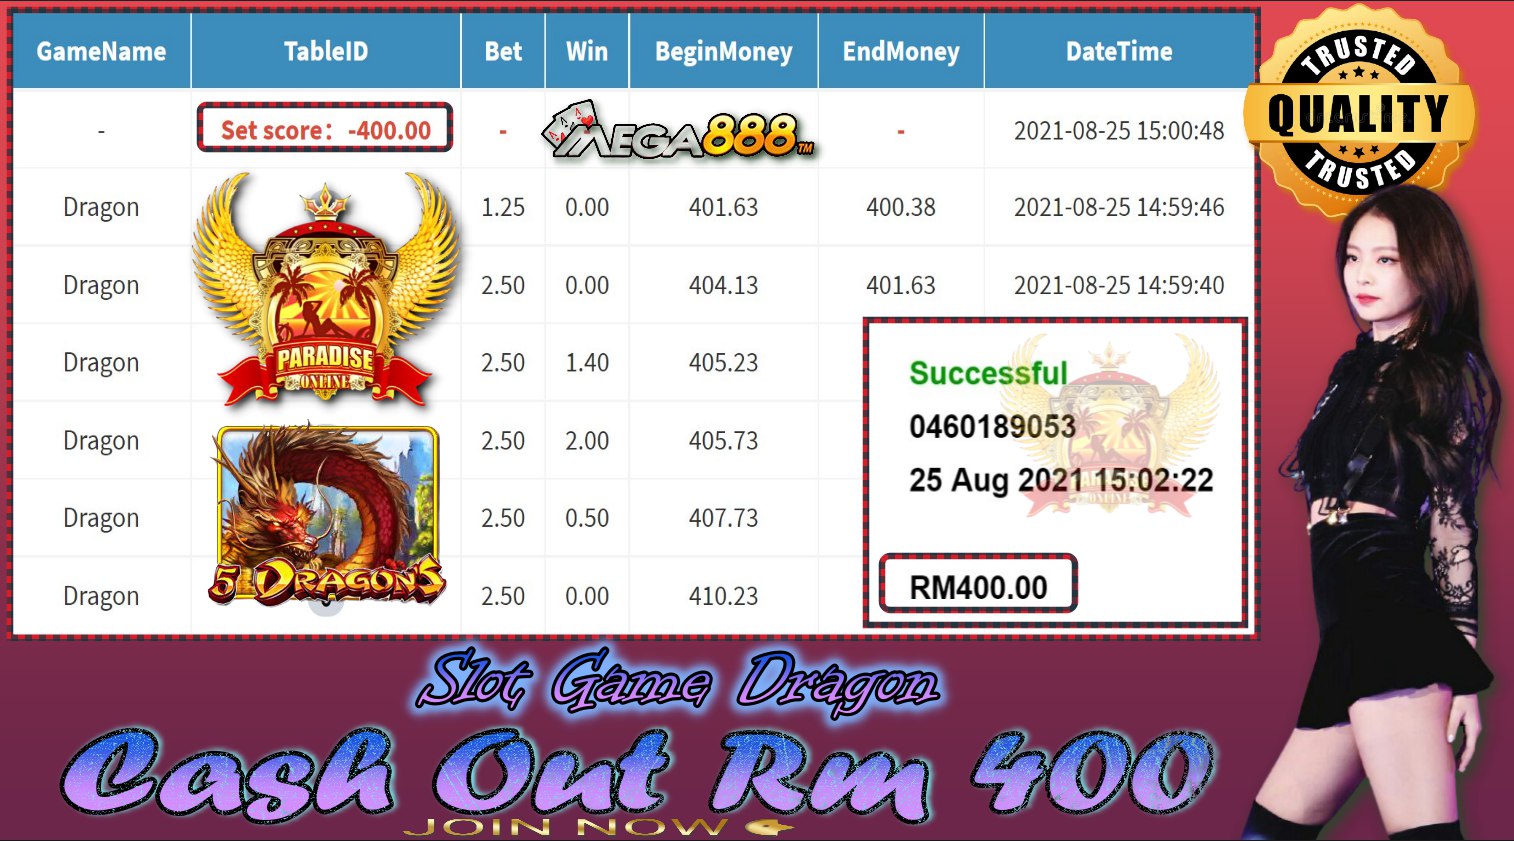 GameName TableID Bet Win BeginMoney EndMoney DateTime
- Set score: -400.00 - - 2021-08-25 15:00:48
MEGA888 TM
Dragon 1.25 0.00 401.63 400.38 2021-08-25 14:59:46
Dragon 2.50 0.00 404.13 401.63 2021-08-25 14:59:40
Dragon 2.50 1.40 405.23
Dragon 2.50 2.00 405.73
Dragon 2.50 0.50 407.73
Dragon 2.50 0.00 410.23
PARADISE
ONLINE
5 DRAGONS
TRUSTED
QUALITY
TRUSTED
Successful
0460189053
25 Aug 2021 15:02:22
RM400.00
PARADISE
ONLINE
Slot Game Dragon
Cash Out Rm 400
JOIN NOW